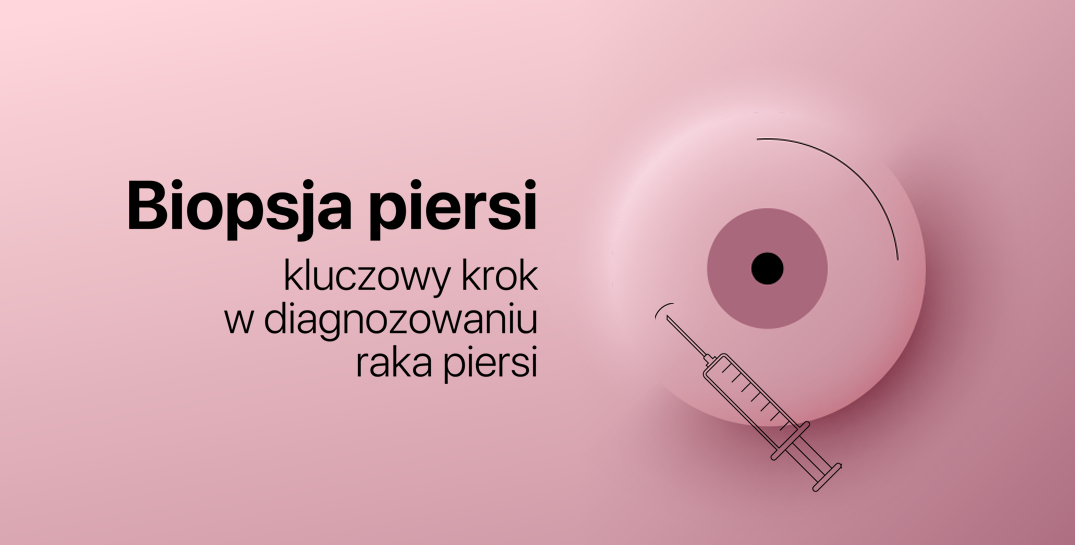 Biopsja piersi
kluczowy krok
w diagnozowaniu
raka piersi